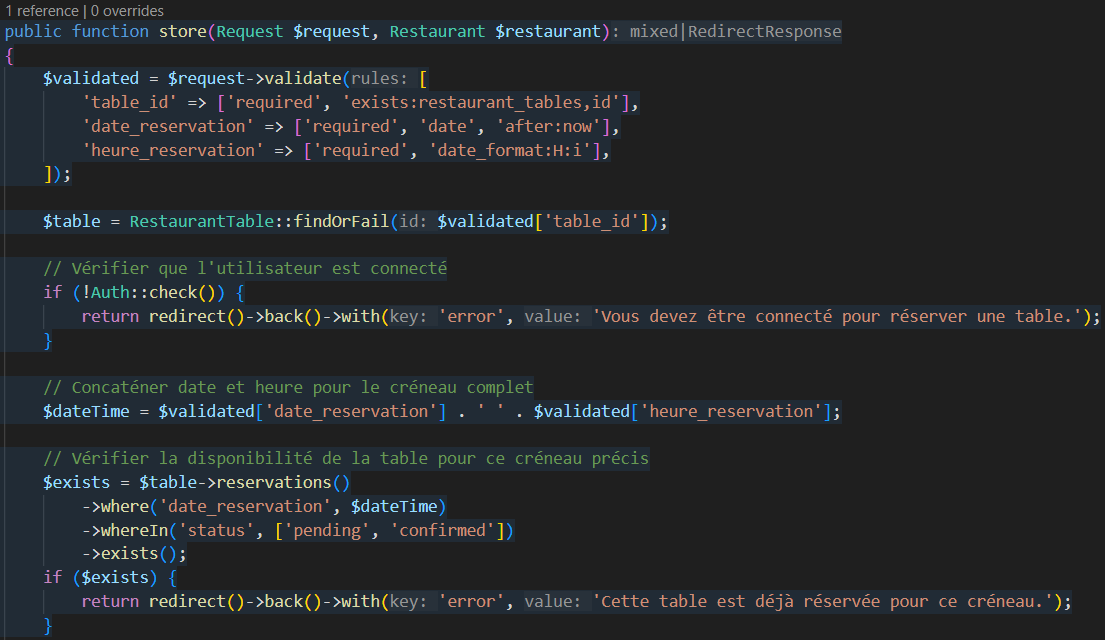 1 reference | 0 overrides
public function store(Request $request, Restaurant $restaurant): mixed|RedirectResponse
{
    $validated = $request->validate(rules: [
        'table_id' => ['required', 'exists:restaurant_tables,id'],
        'date_reservation' => ['required', 'date', 'after:now'],
        'heure_reservation' => ['required', 'date_format:H:i'],
    ]);

    $table = RestaurantTable::findOrFail(id: $validated['table_id']);

    // Vérifier que l'utilisateur est connecté
    if (!Auth::check()) {
        return redirect()->back()->with(key: 'error', value: 'Vous devez être connecté pour réserver une table.');
    }

    // Concaténer date et heure pour le créneau complet
    $dateTime = $validated['date_reservation'] . ' ' . $validated['heure_reservation'];

    // Vérifier la disponibilité de la table pour ce créneau précis
    $exists = $table->reservations()
        ->where('date_reservation', $dateTime)
        ->whereIn('status', ['pending', 'confirmed'])
        ->exists();
    if ($exists) {
        return redirect()->back()->with(key: 'error', value: 'Cette table est déjà réservée pour ce créneau.');
    }